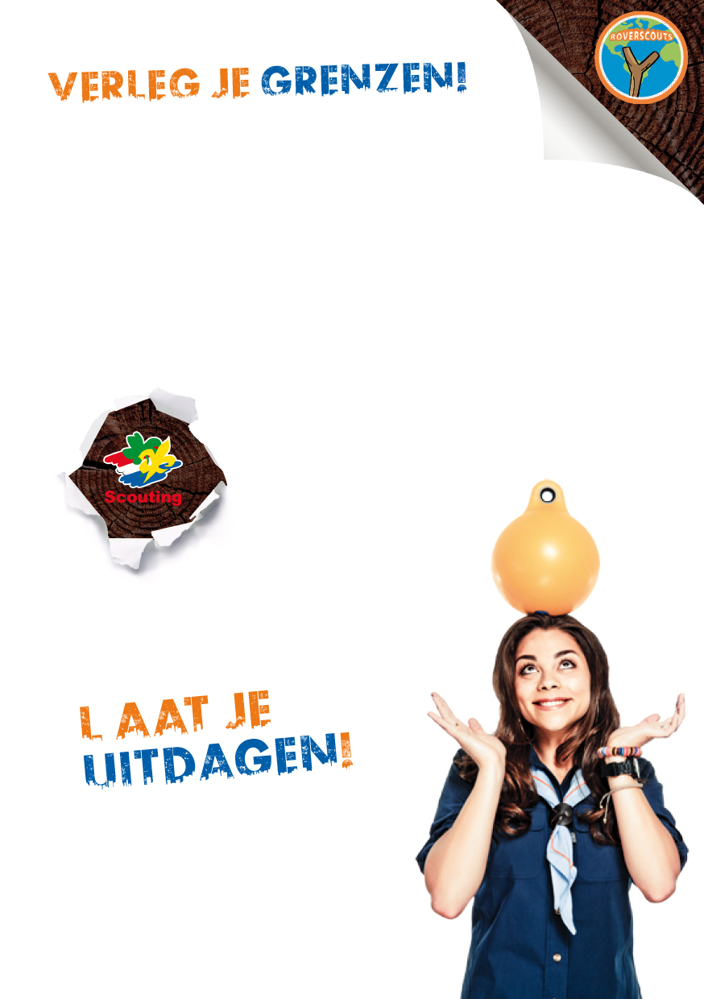 VERLEG JE GRENZEN!
ROVERSCOUTS
Scouting
LAAT JE
UITDAGEN!